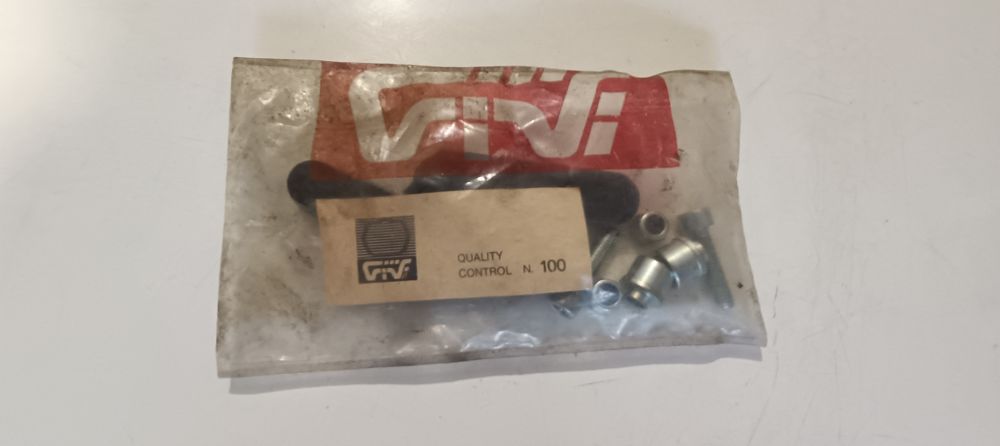 GIVI
GIVI
QUALITY
CONTROL N. 100